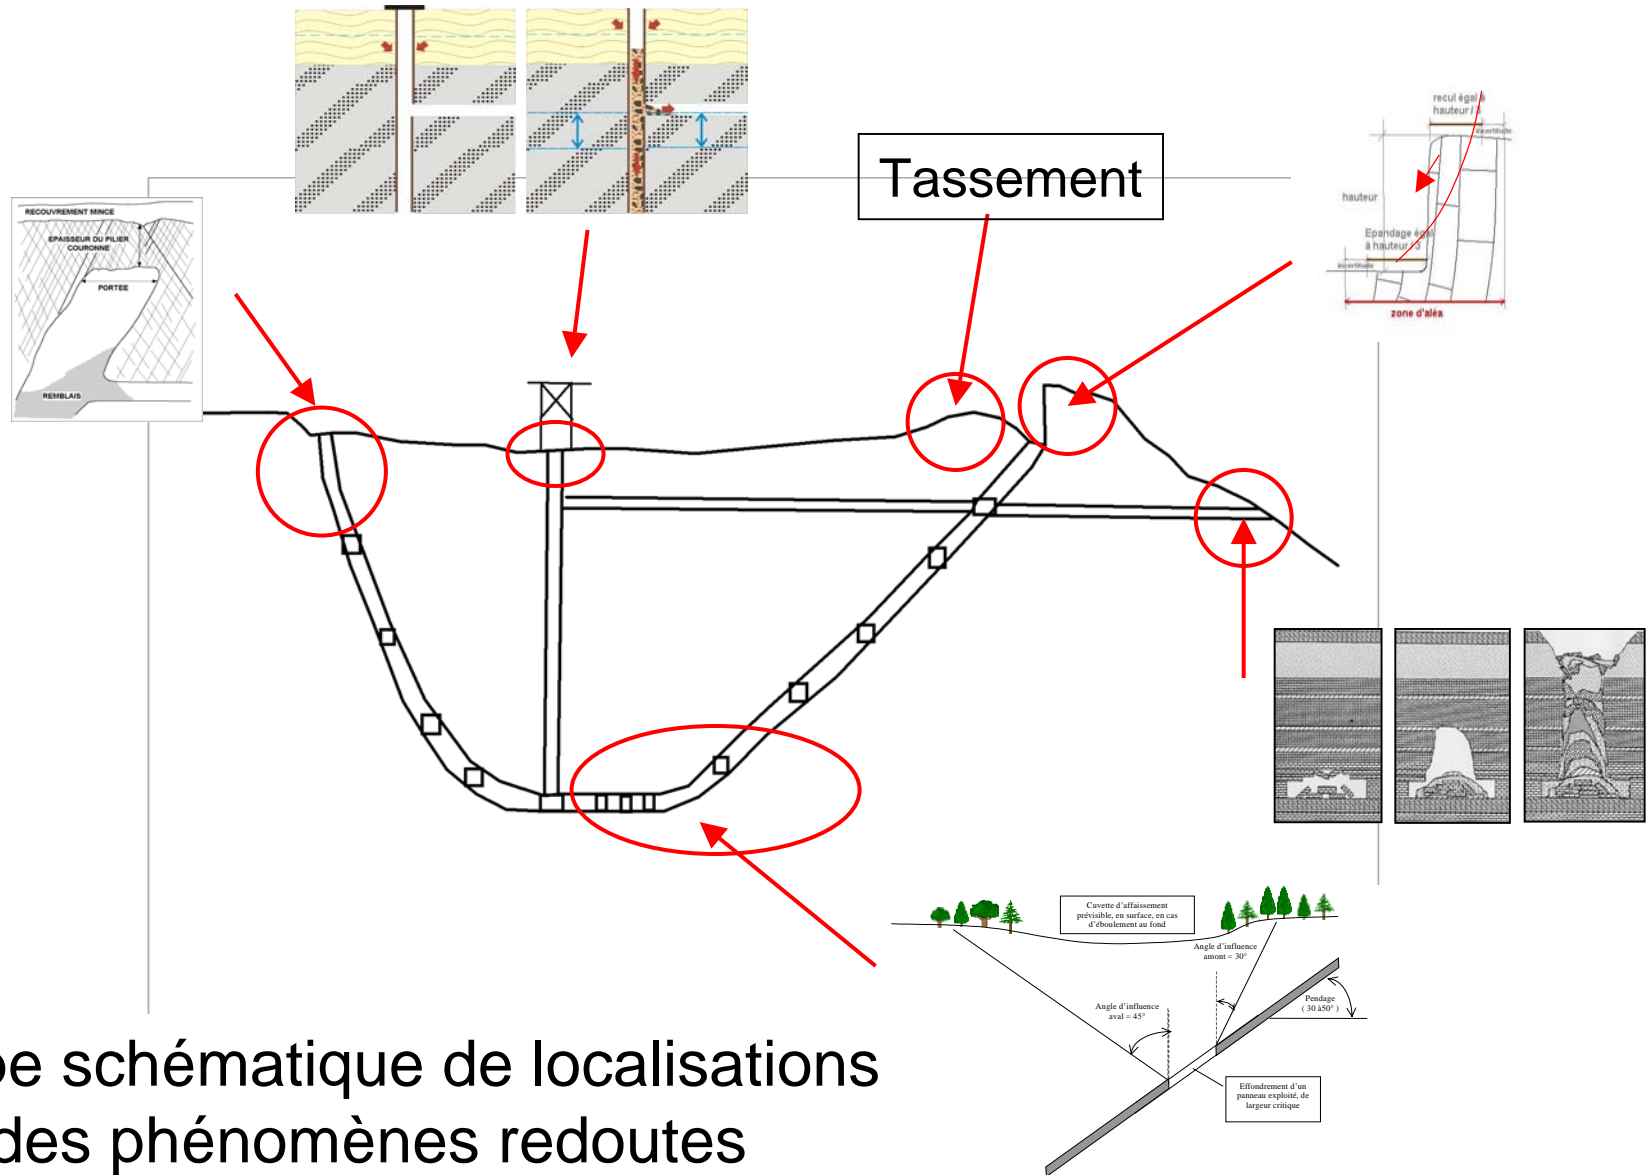 recul égal à
hauteur / 3
incertitude
Tassement
hauteur
RECOUVREMENT MINCE
EPAISSEUR DU PILIER
COURONNE
Epandage égal
à hauteur / 3
incertitude
PORTEE
zone d'aléa
REMBLAIS
Cuvette d'affaissement
prévisible, en surface, en cas
d'éboulement au fond
Angle d'influence
amont = 30°
Angle d'influence
aval = 45°
Pendage
( 30 à50° )
Effondrement d'un
panneau exploité, de
largeur critique
pe schématique de localisations
des phénomènes redoutes